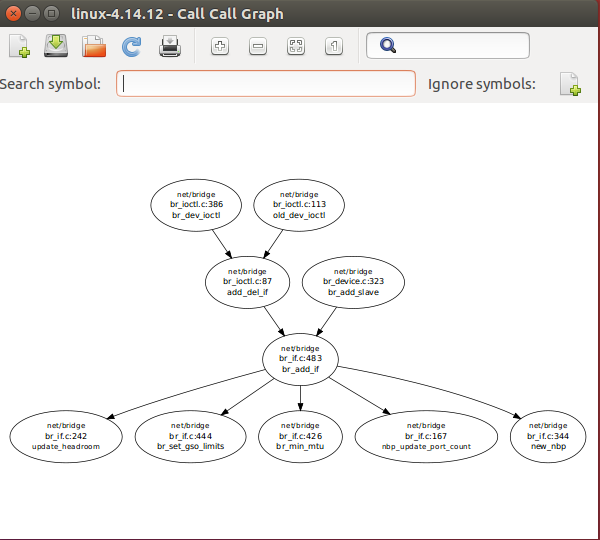 linux-4.14.12 - Call Call Graph
Search symbol:
Ignore symbols:
net/bridge
br_ioctl.c:386
br_dev_ioctl
net/bridge
br_ioctl.c:113
old_dev_ioctl
net/bridge
br_ioctl.c:87
add_del_if
net/bridge
br_device.c:323
br_add_slave
net/bridge
br_if.c:483
br_add_if
net/bridge
br_if.c:242
update_headroom
net/bridge
br_if.c:444
br_set_gso_limits
net/bridge
br_if.c:426
br_min_mtu
net/bridge
br_if.c:167
nbp_update_port_count
net/bridge
br_if.c:344
new_nbp